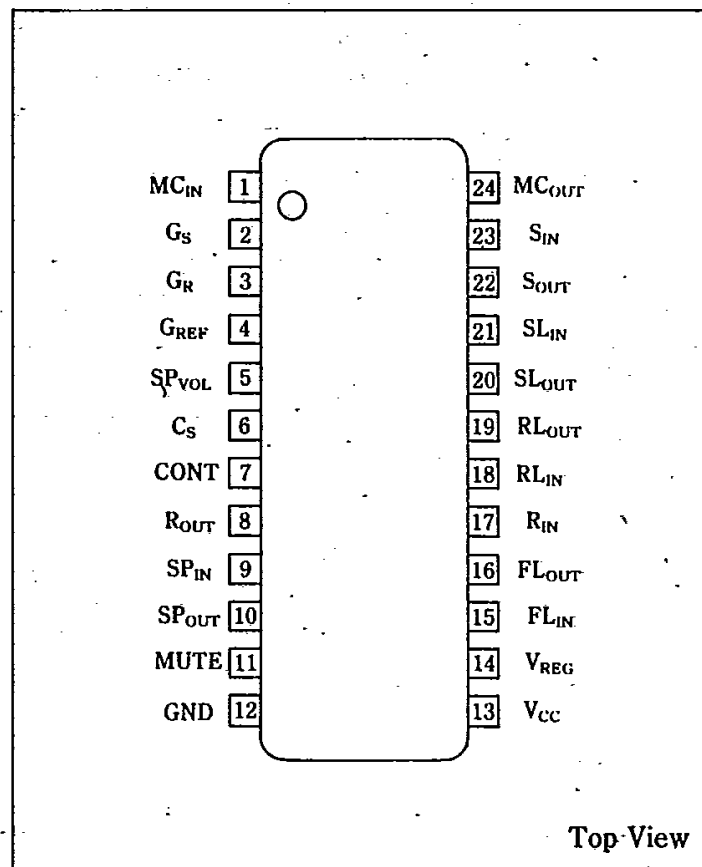 MC_IN 1 24 MC_OUT
G_S 2 23 S_IN
G_R 3 22 S_OUT
G_REF 4 21 SL_IN
SP_VOL 5 20 SL_OUT
C_S 6 19 RL_OUT
CONT 7 18 RL_IN
R_OUT 8 17 R_IN
SP_IN 9 16 FL_OUT
SP_OUT 10 15 FL_IN
MUTE 11 14 V_REG
GND 12 13 V_CC
Top View